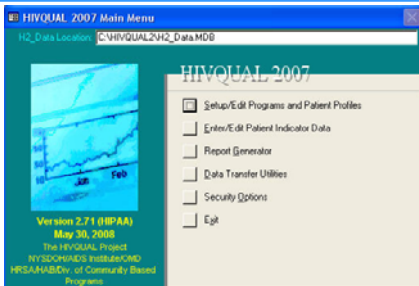 HIVQUAL 2007 Main Menu
H2_Data Location: C:\HIVQUAL2\H2_Data.MDB
HIVQUAL 2007
Setup/Edit Programs and Patient Profiles
Enter/Edit Patient Indicator Data
Report Generator
Data Transfer Utilities
Security Options
Exit
Jan Feb
Version 2.71 (HIPAA)
May 30, 2008
The HIVQUAL Project
NYSDOH/AIDS Institute/OMD
HRSA/HAB/Div. of Community Based
Programs